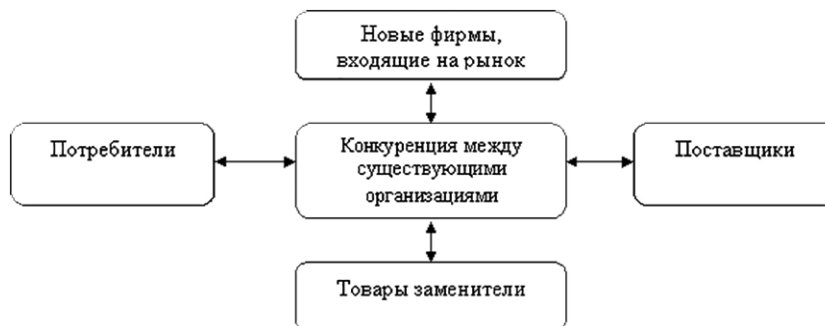 Новые фирмы,
входящие на рынок
Потребители
Конкуренция между
существующими
организациями
Поставщики
Товары заменители